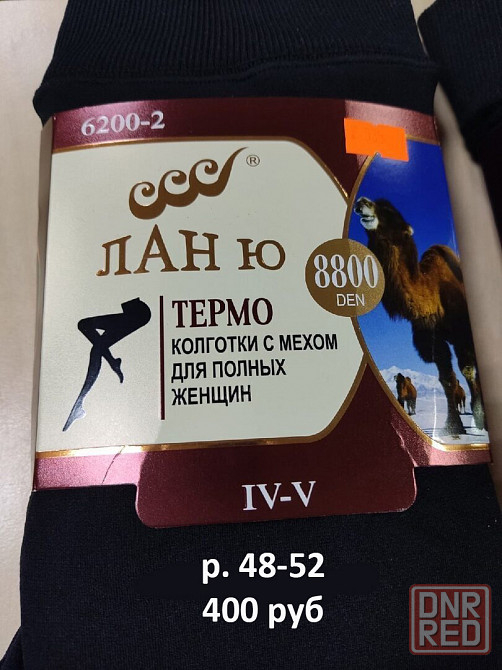 6200-2
®
ЛАН Ю
8800
DEN
ТЕРМО
КОЛГОТКИ С МЕХОМ
ДЛЯ ПОЛНЫХ
ЖЕНЩИН
IV-V
р. 48-52
400 руб
DNR
RED